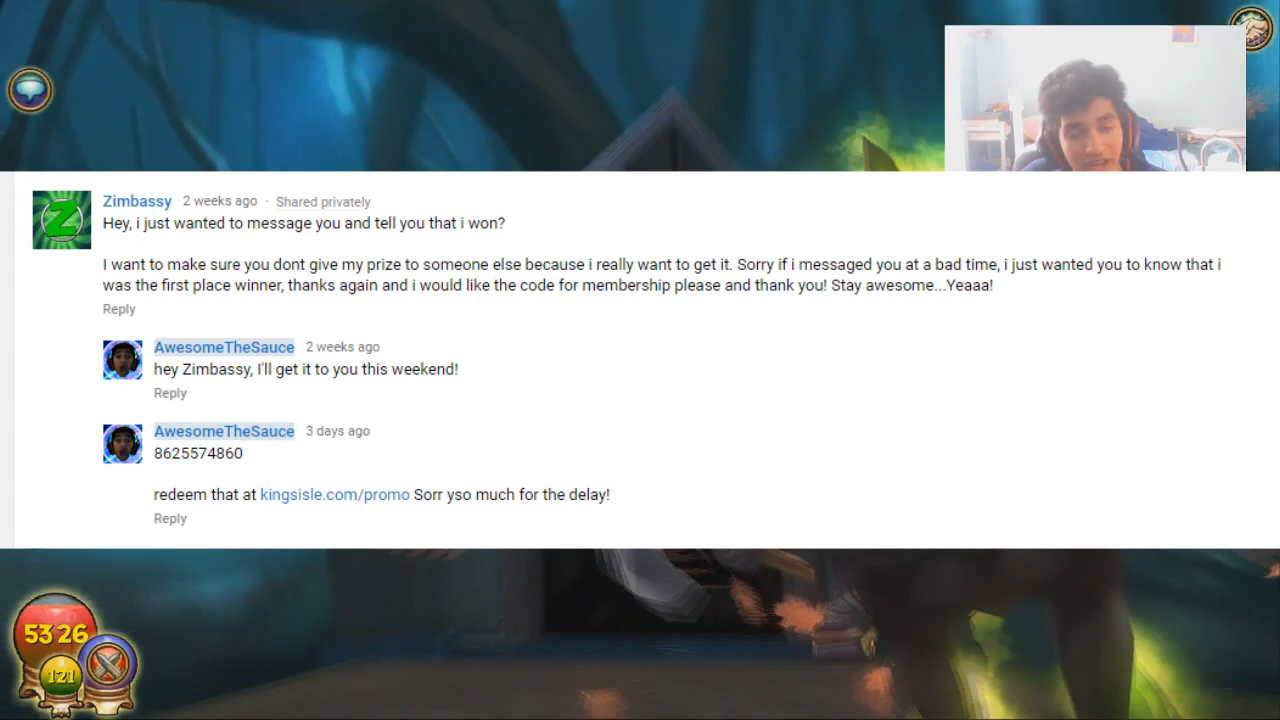 Zimbassy 2 weeks ago · Shared privately
Hey, i just wanted to message you and tell you that i won?
I want to make sure you dont give my prize to someone else because i really want to get it. Sorry if i messaged you at a bad time, i just wanted you to know that i
was the first place winner, thanks again and i would like the code for membership please and thank you! Stay awesome...Yeaaa!
Reply
AwesomeTheSauce 2 weeks ago
hey Zimbassy, I'll get it to you this weekend!
Reply
AwesomeTheSauce 3 days ago
8625574860
redeem that at kingsisle.com/promo Sorr yso much for the delay!
Reply
Z
5326
121